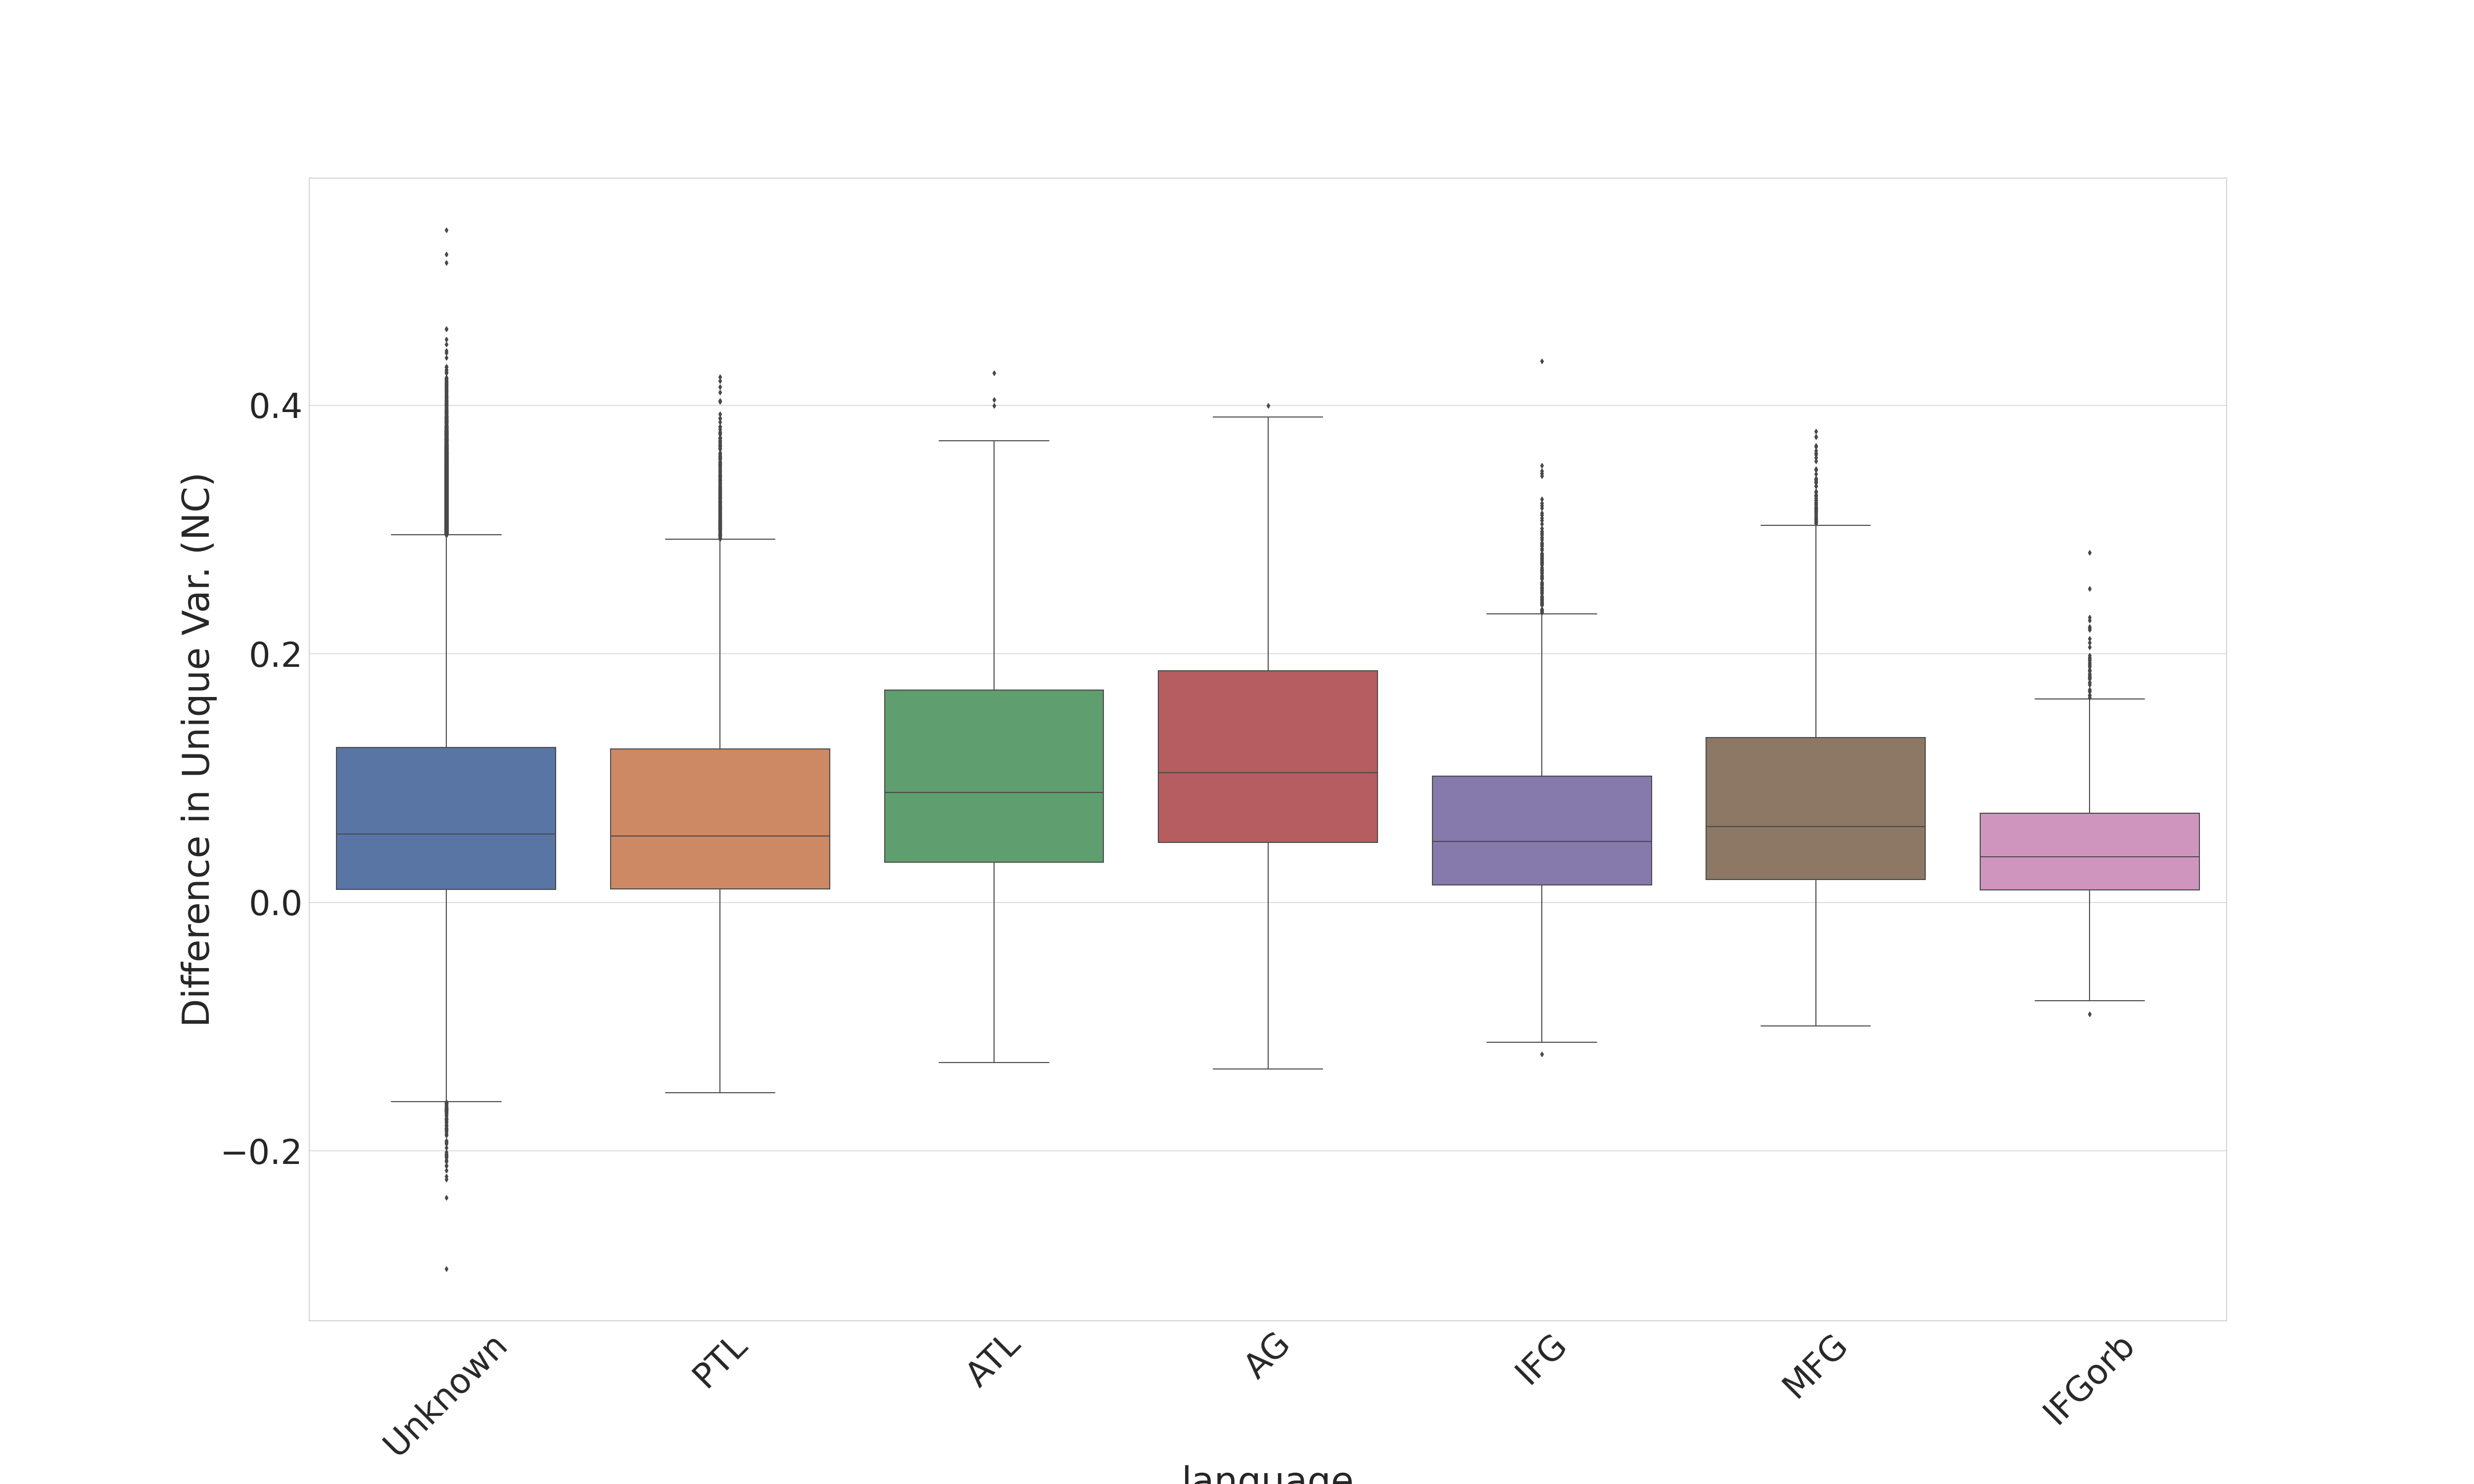 Difference in Unique Var. (NC)
0.4
0.2
0.0
−0.2
Unknown
PTL
ATL
AG
IFG
MFG
IFGorb
language